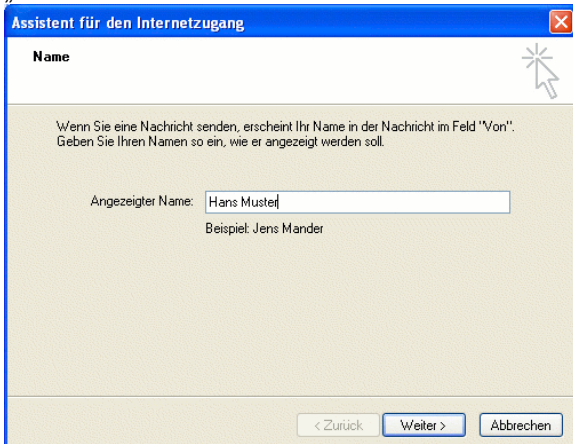 „
Assistent für den Internetzugang
Name
Wenn Sie eine Nachricht senden, erscheint Ihr Name in der Nachricht im Feld "Von".
Geben Sie Ihren Namen so ein, wie er angezeigt werden soll.
Angezeigter Name: Hans Muster
Beispiel: Jens Mander
< Zurück Weiter > Abbrechen